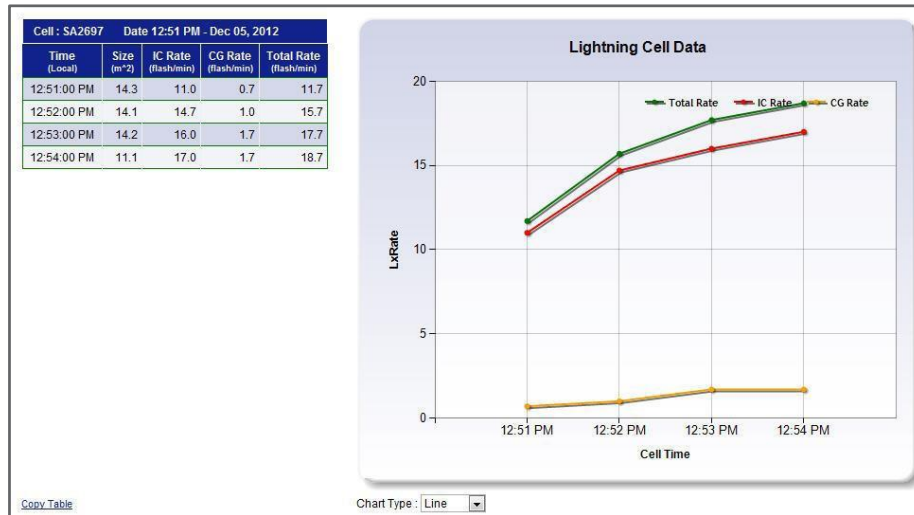 Cell : SA2697 Date 12:51 PM - Dec 05, 2012
Time Size IC Rate CG Rate Total Rate
(Local) (m^2) (flash/min) (flash/min) (flash/min)
12:51:00 PM 14.3 11.0 0.7 11.7
12:52:00 PM 14.1 14.7 1.0 15.7
12:53:00 PM 14.2 16.0 1.7 17.7
12:54:00 PM 11.1 17.0 1.7 18.7
Copy Table
Lightning Cell Data
Total Rate IC Rate CG Rate
20
15
10
5
0
LxRate
12:51 PM 12:52 PM 12:53 PM 12:54 PM
Cell Time
Chart Type : Line